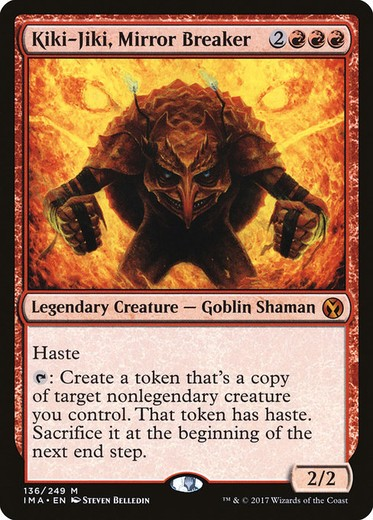 Kiki-Jiki, Mirror Breaker 2
Legendary Creature — Goblin Shaman
Haste
: Create a token that's a copy
of target nonlegendary creature
you control. That token has haste.
Sacrifice it at the beginning of the
next end step.
2/2
136/249 M
IMA • EN Steven Belledin
™ & © 2017 Wizards of the Coast